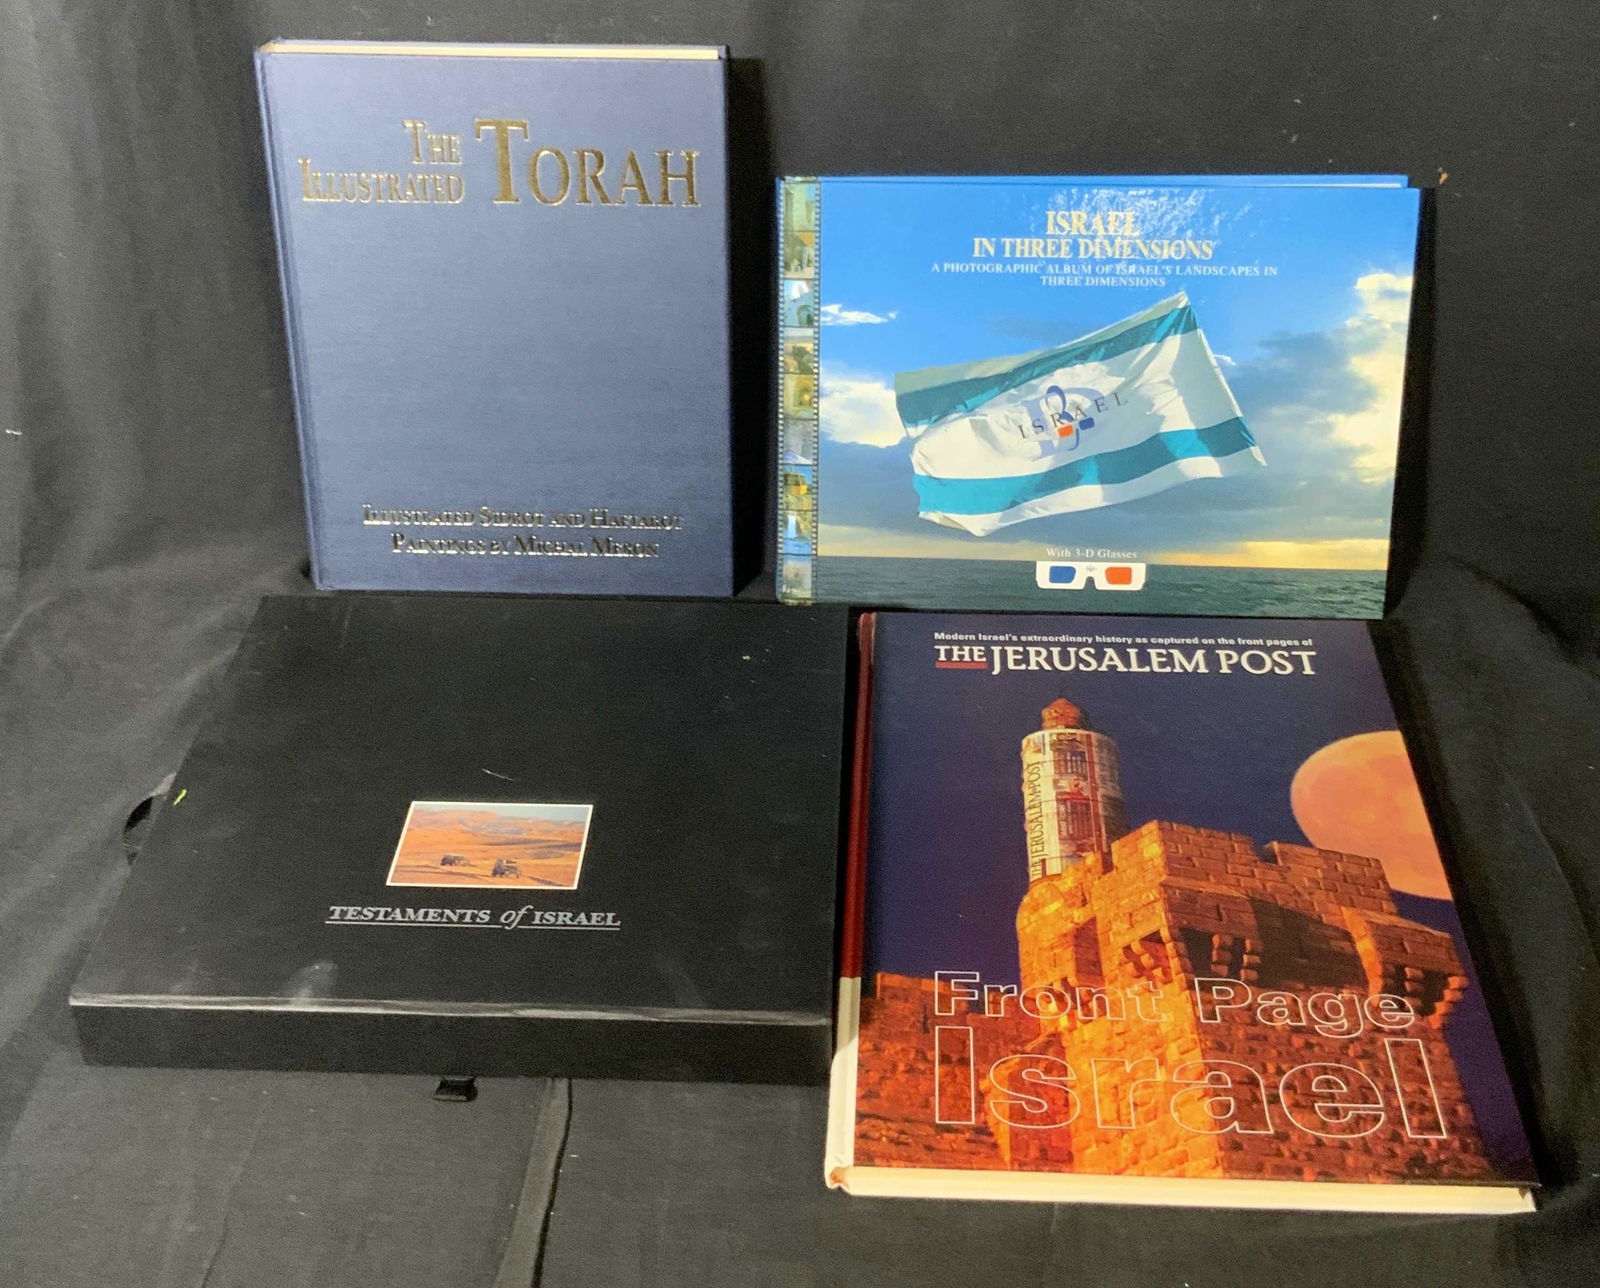 THE
ILLUSTRATED TORAH
ILLUSTRATED SIDROT AND HAFTAROT
PAINTINGS BY MICHAL MERON
ISRAEL
IN THREE DIMENSIONS
A PHOTOGRAPHIC ALBUM OF ISRAEL'S LANDSCAPES IN
THREE DIMENSIONS
ISRAEL
With 3-D Glasses
TESTAMENTS of ISRAEL
Modern Israel's extraordinary history as captured on the front pages of
THE JERUSALEM POST
THE JERUSALEM POST
Front Page
Israel